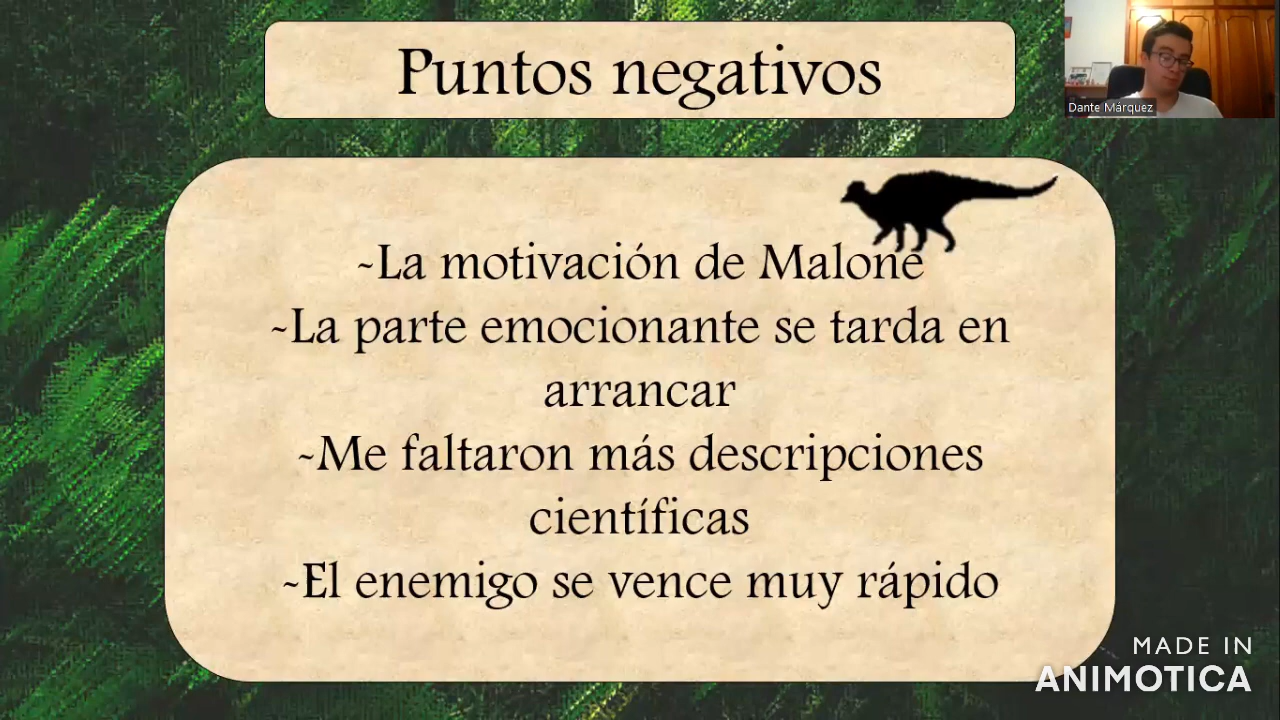 Puntos negativos
Dante Márquez
-La motivación de Malone
-La parte emocionante se tarda en
arrancar
-Me faltaron más descripciones
científicas
-El enemigo se vence muy rápido
MADE IN
ANIMOTICA